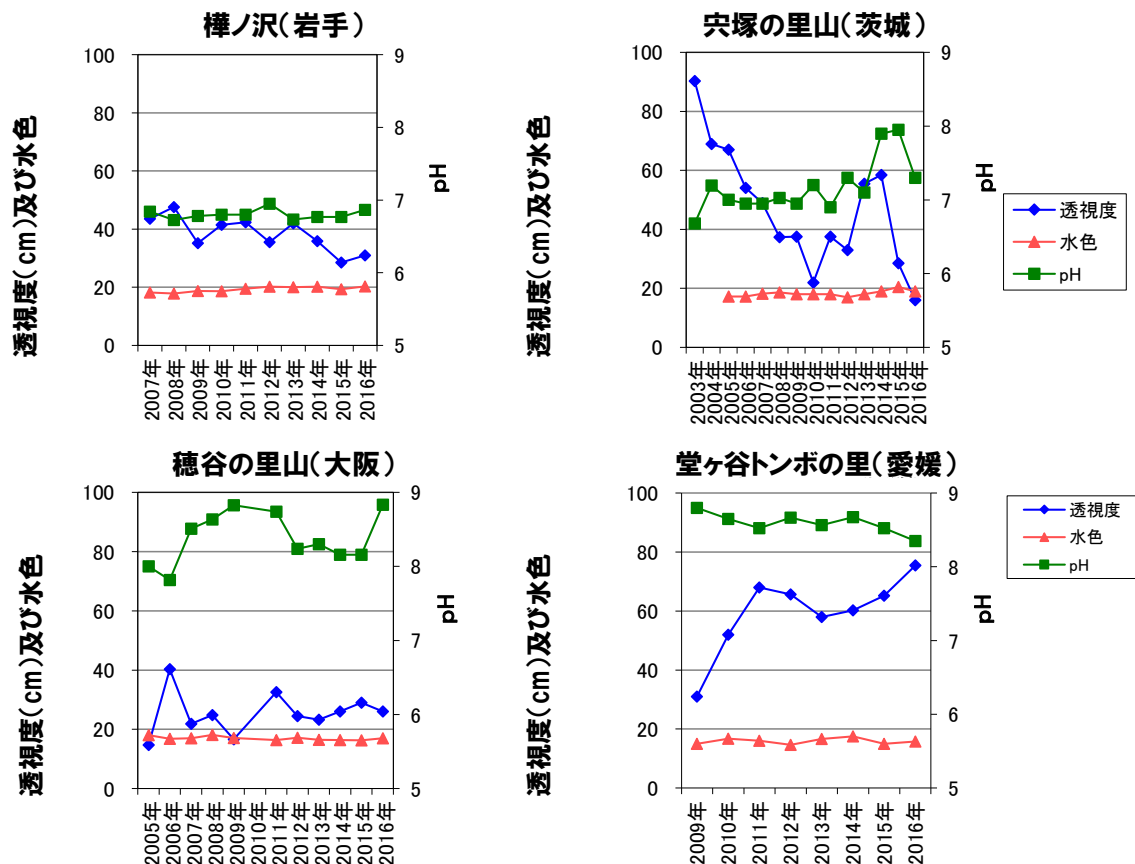 樺ノ沢(岩手)
透視度(cm)及び水色
100
80
60
40
20
0
9
8
7
6
5
pH
2007年
2008年
2009年
2010年
2011年
2012年
2013年
2014年
2015年
2016年
宍塚の里山(茨城)
透視度(cm)及び水色
100
80
60
40
20
0
9
8
7
6
5
pH
2003年
2004年
2005年
2006年
2007年
2008年
2009年
2010年
2011年
2012年
2013年
2014年
2015年
2016年
透視度
水色
pH
穂谷の里山(大阪)
透視度(cm)及び水色
100
80
60
40
20
0
9
8
7
6
5
pH
2005年
2006年
2007年
2008年
2009年
2010年
2011年
2012年
2013年
2014年
2015年
2016年
堂ヶ谷トンボの里(愛媛)
透視度(cm)及び水色
100
80
60
40
20
0
9
8
7
6
5
pH
2009年
2010年
2011年
2012年
2013年
2014年
2015年
2016年
透視度
水色
pH